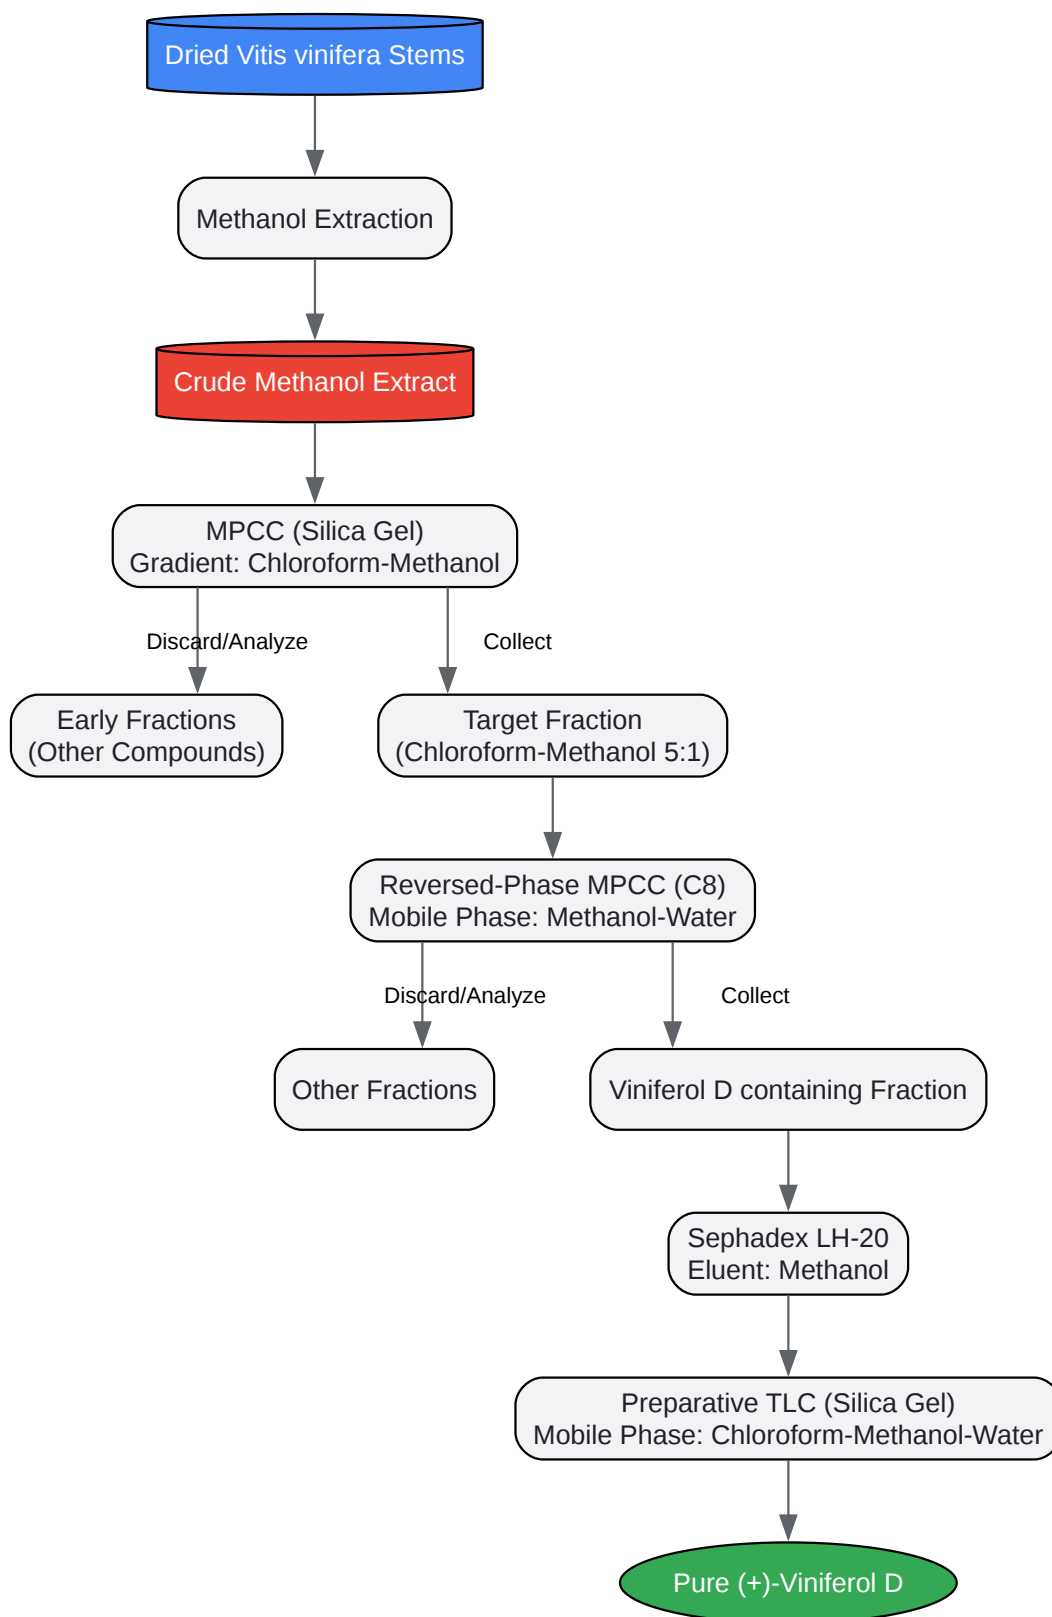 Dried Vitis vinifera Stems
Methanol Extraction
Crude Methanol Extract
MPCC (Silica Gel)
Gradient: Chloroform-Methanol
Discard/Analyze
Collect
Early Fractions
(Other Compounds)
Target Fraction
(Chloroform-Methanol 5:1)
Reversed-Phase MPCC (C8)
Mobile Phase: Methanol-Water
Discard/Analyze
Collect
Other Fractions
Viniferol D containing Fraction
Sephadex LH-20
Eluent: Methanol
Preparative TLC (Silica Gel)
Mobile Phase: Chloroform-Methanol-Water
Pure (+)-Viniferol D